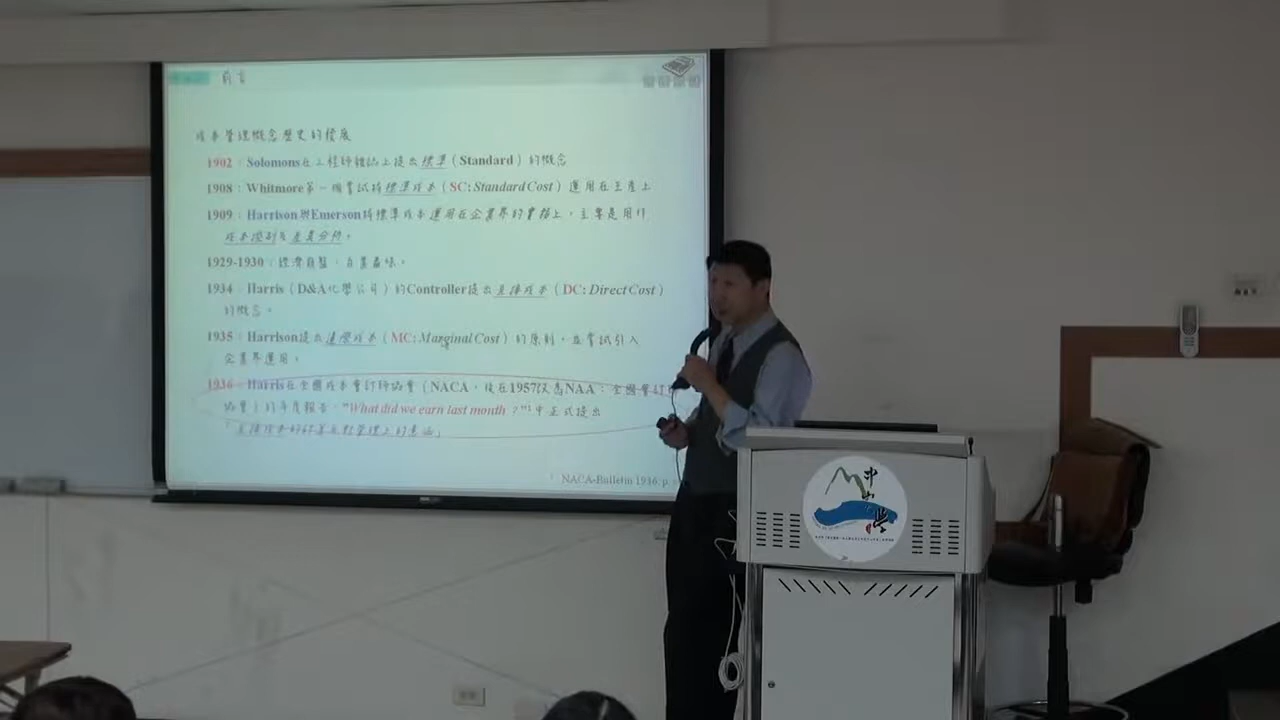 前言
成本管理概念歷史的發展
1902：Solomons在工程師雜誌上提出標準（Standard）的概念
1908：Whitmore第一個嘗試將標準成本（SC: Standard Cost）運用在生產上
1909：Harrison與Emerson將標準成本運用在企業界的實務上，主要是用作
成本控制及差異分析。
1929-1930：經濟崩盤，百業蕭條。
1934：Harris（D&A化學公司）的Controller提出直接成本（DC: Direct Cost）
的概念。
1935：Harrison提出邊際成本（MC: Marginal Cost）的原則，並嘗試引入
企業界運用。
1936：Harris在全國成本會計師協會（NACA，後在1957改為NAA：全國會計
協會）的年度報告，"What did we earn last month？"¹中正式提出
「直接成本的計算及對管理上的意涵」
¹ NACA-Bulletin 1936, p.
中山學